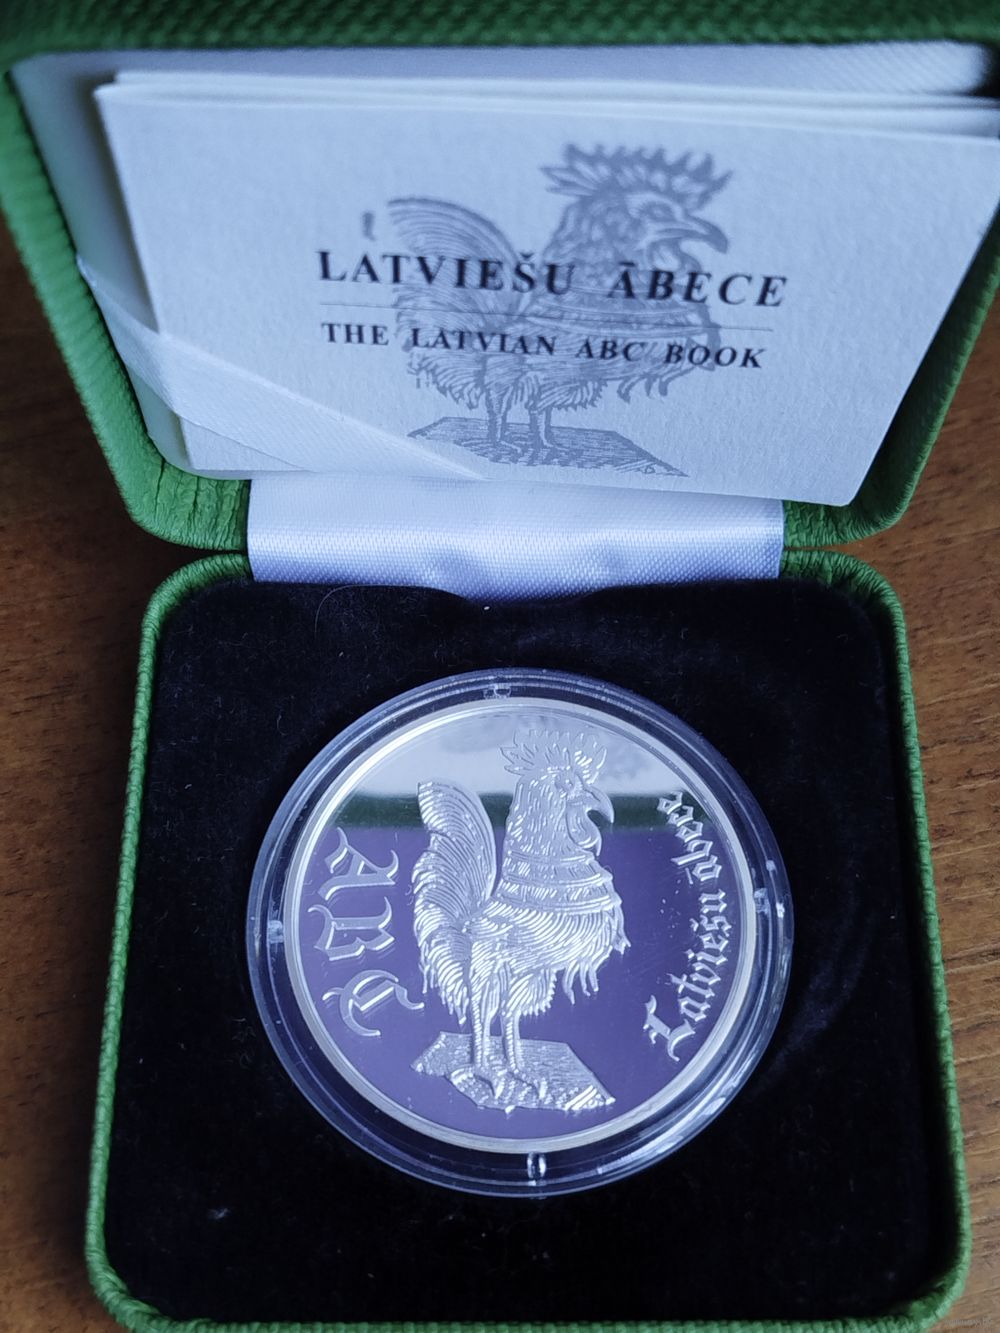 LATVIEŠU ĀBECE
THE LATVIAN ABC BOOK
ABC
Latviešu ābece